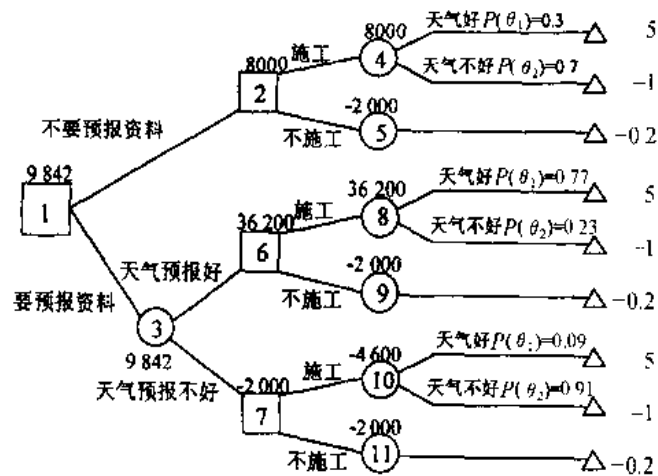 天气好P(θ₁)=0.3
5
8000
施工
4
天气不好P(θ₂)=0.7
-1
8000
2
不施工
-2 000
5
-0.2
不要预报资料
9 842
1
天气好P(θ₁)=0.77
5
36 200
施工
8
天气不好P(θ₂)=0.23
-1
36 200
6
天气预报好
不施工
-2 000
9
-0.2
要预报资料
3
9 842
天气预报不好
天气好P(θ₁)=0.09
5
-4 600
施工
10
天气不好P(θ₂)=0.91
-1
-2 000
7
不施工
-2 000
11
-0.2